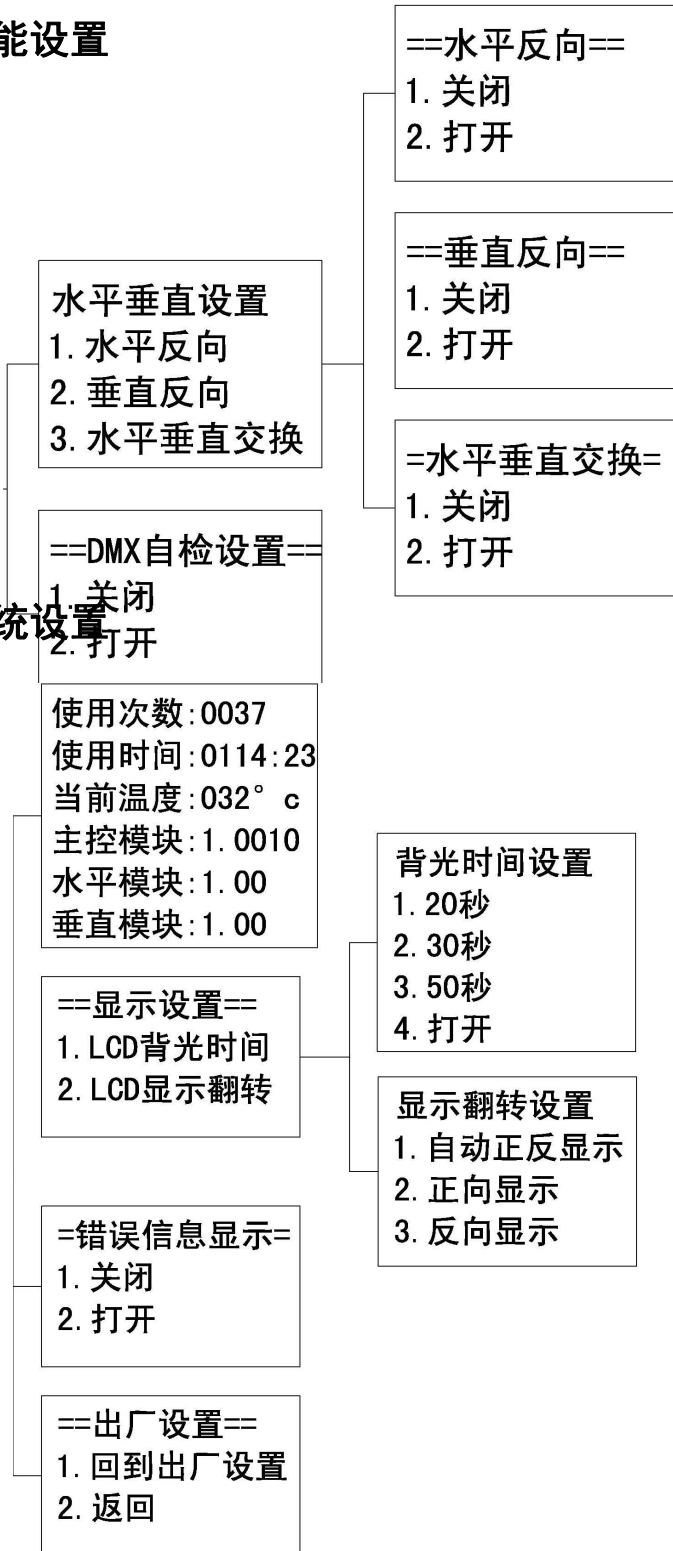 能设置
==水平反向==
1.关闭
2.打开
==垂直反向==
1.关闭
2.打开
水平垂直设置
1.水平反向
2.垂直反向
3.水平垂直交换
=水平垂直交换=
1.关闭
2.打开
==DMX自检设置==
1.关闭
2.打开
统设置
使用次数:0037
使用时间:0114:23
当前温度:032°c
主控模块:1.0010
水平模块:1.00
垂直模块:1.00
背光时间设置
1.20秒
2.30秒
3.50秒
4.打开
==显示设置==
1.LCD背光时间
2.LCD显示翻转
显示翻转设置
1.自动正反显示
2.正向显示
3.反向显示
=错误信息显示=
1.关闭
2.打开
==出厂设置==
1.回到出厂设置
2.返回